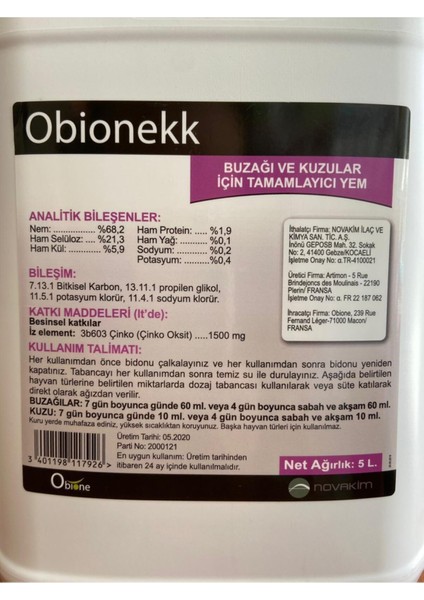 Obionekk
BUZAĞI VE KUZULAR
İÇİN TAMAMLAYICI YEM
ANALİTİK BİLEŞENLER:
Nem: .................. %68,2 Ham Protein: ..... %1,9
Ham Selüloz: ..... %21,3 Ham Yağ: ........... %0,1
Ham Kül: ............ %5,9 Sodyum: ............ %0,2
Potasyum: ......... %0,4
BİLEŞİM:
7.13.1 Bitkisel Karbon, 13.11.1 propilen glikol,
11.5.1 potasyum klorür, 11.4.1 sodyum klorür.
KATKI MADDELERİ (lt'de):
Besinsel katkılar
İz element: 3b603 Çinko (Çinko Oksit) .....1500 mg
İthalatçı Firma: NOVAKİM İLAÇ VE
KİMYA SAN. TİC. A.Ş.
İnönü GEPOSB Mah. 32. Sokak
No: 2, 41400 Gebze/KOCAELİ
İşletme Onay No: α.TR-4100021
Üretici Firma: Artimon - 5 Rue
Brindejoncs des Moulinais - 22190
Plerin/ FRANSA
İşletme Onay No: α. FR 22 187 062
İhracatçı Firma: Obione, 239 Rue
Fernand Léger-71000 Macon/
FRANSA
KULLANIM TALİMATI:
Her kullanımdan önce bidonu çalkalayınız ve her kullanımdan sonra bidonu yeniden
kapatınız. Tabancayı her kullanımdan sonra temiz su ile durulayınız. Aşağıda belirtilen
hayvan türlerine belirtilen miktarlarda dozaj tabancası kullanılarak veya süte katılarak
direkt olarak ağızdan verilir.
BUZAĞILAR: 7 gün boyunca günde 60 ml. veya 4 gün boyunca sabah ve akşam 60 ml.
KUZU: 7 gün boyunca günde 10 ml. veya 4 gün boyunca sabah ve akşam 10 ml.
Kuru yerde muhafaza ediniz, yüksek sıcaklıktan koruyunuz. Başka hayvan türleri için kullanılmaz.
Üretim Tarihi: 05.2020
Parti No: 2000121
En uygun kullanım: Üretim tarihinden
itibaren 24 ay içinde kullanılmalıdır.
3 401198 117926 >
Net Ağırlık: 5 L.
Obione
NOVAKİM